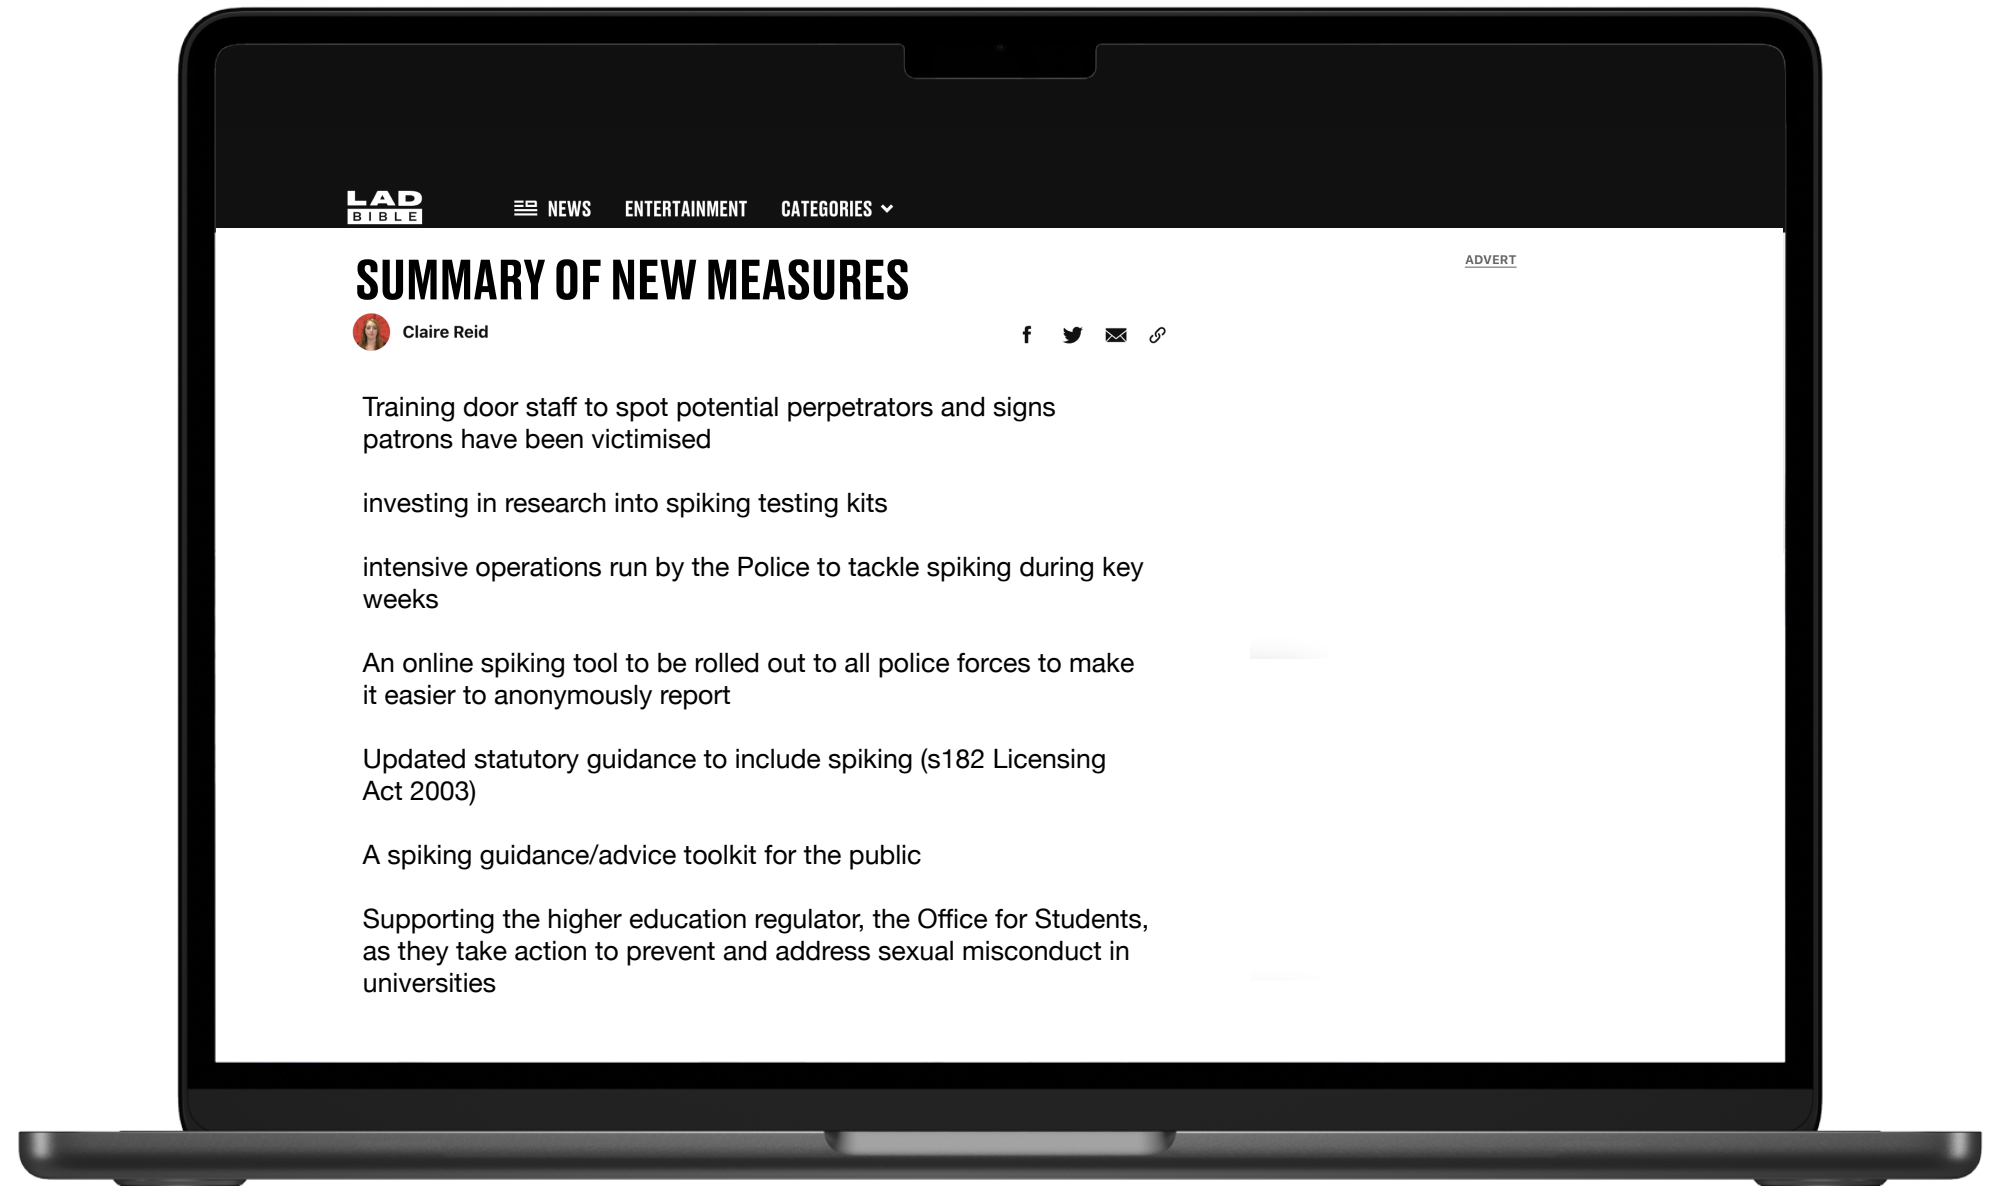 LAD
BIBLE
NEWS ENTERTAINMENT CATEGORIES
SUMMARY OF NEW MEASURES
ADVERT
Claire Reid
Training door staff to spot potential perpetrators and signs
patrons have been victimised
investing in research into spiking testing kits
intensive operations run by the Police to tackle spiking during key
weeks
An online spiking tool to be rolled out to all police forces to make
it easier to anonymously report
Updated statutory guidance to include spiking (s182 Licensing
Act 2003)
A spiking guidance/advice toolkit for the public
Supporting the higher education regulator, the Office for Students,
as they take action to prevent and address sexual misconduct in
universities